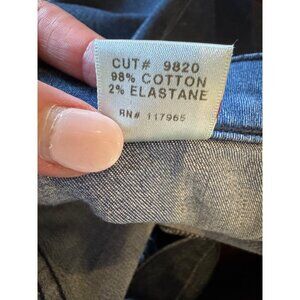 CUT# 9820
98% COTTON
2% ELASTANE
RN# 117965